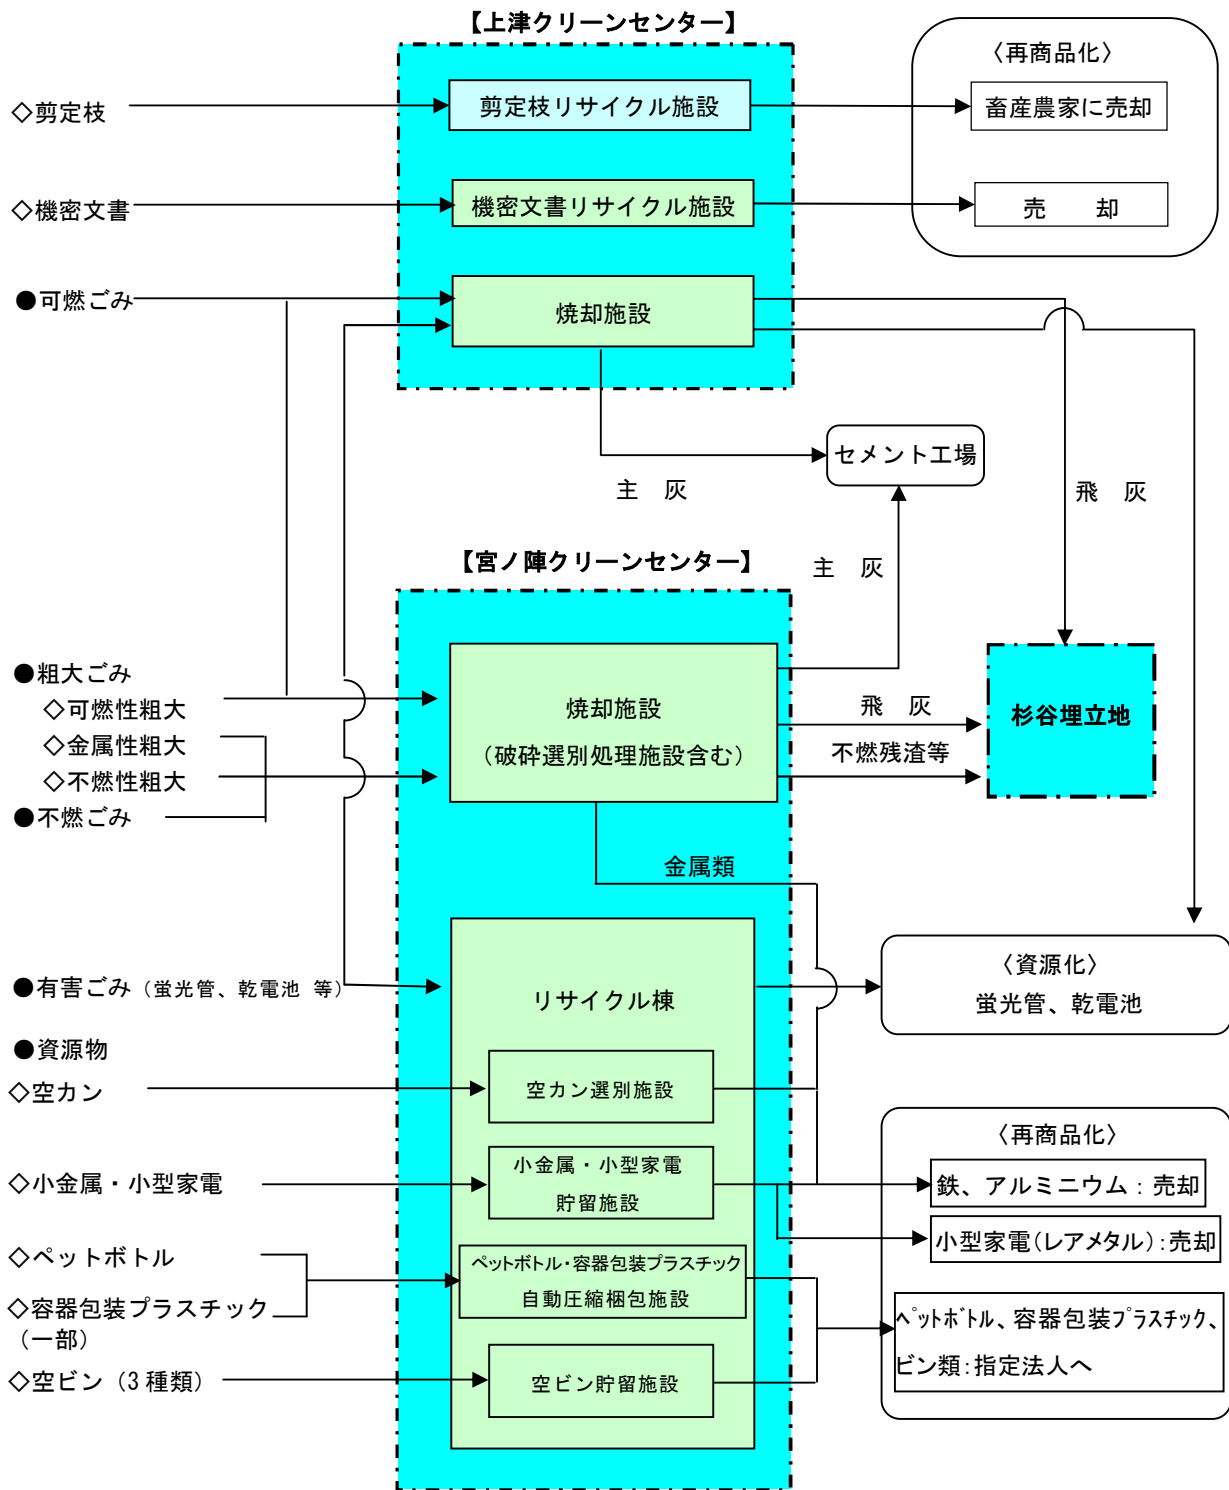 【上津クリーンセンター】
〈再商品化〉
◇剪定枝
剪定枝リサイクル施設
畜産農家に売却
◇機密文書
機密文書リサイクル施設
売　却
●可燃ごみ
焼却施設
セメント工場
主　灰
飛　灰
【宮ノ陣クリーンセンター】
主　灰
●粗大ごみ
◇可燃性粗大
◇金属性粗大
◇不燃性粗大
●不燃ごみ
焼却施設
（破砕選別処理施設含む）
飛　灰
不燃残渣等
杉谷埋立地
金属類
●有害ごみ（蛍光管、乾電池 等）
リサイクル棟
〈資源化〉
蛍光管、乾電池
●資源物
◇空カン
空カン選別施設
〈再商品化〉
◇小金属・小型家電
小金属・小型家電
貯留施設
鉄、アルミニウム：売却
小型家電(レアメタル)：売却
◇ペットボトル
◇容器包装プラスチック
（一部）
ペットボトル・容器包装プラスチック
自動圧縮梱包施設
ﾍﾟｯﾄﾎﾞﾄﾙ、容器包装ﾌﾟﾗｽﾁｯｸ、
ビン類：指定法人へ
◇空ビン（3種類）
空ビン貯留施設